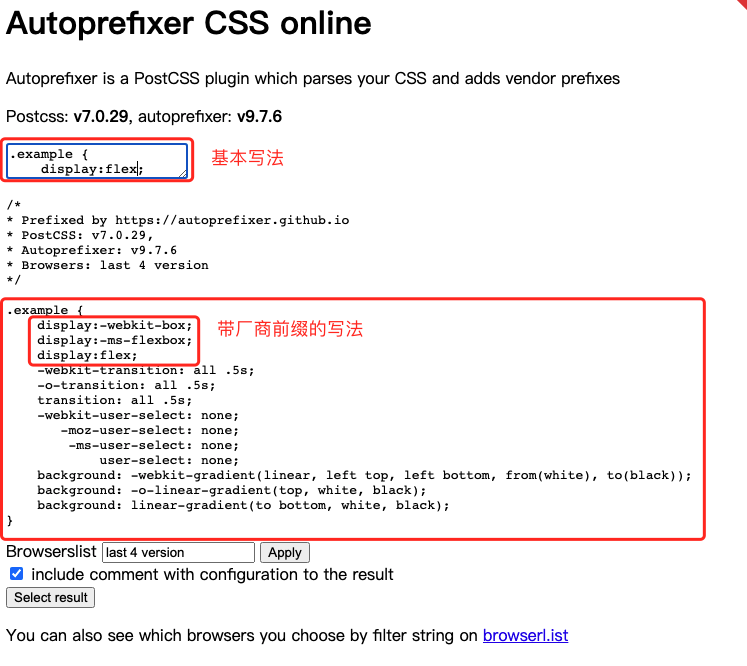 Autoprefixer CSS online
Autoprefixer is a PostCSS plugin which parses your CSS and adds vendor prefixes
Postcss: v7.0.29, autoprefixer: v9.7.6
.example {
    display:flex;
基本写法
/*
* Prefixed by https://autoprefixer.github.io
* PostCSS: v7.0.29,
* Autoprefixer: v9.7.6
* Browsers: last 4 version
*/
.example {
    display:-webkit-box;
    display:-ms-flexbox;
    display:flex;
带厂商前缀的写法
    -webkit-transition: all .5s;
    -o-transition: all .5s;
    transition: all .5s;
    -webkit-user-select: none;
       -moz-user-select: none;
        -ms-user-select: none;
            user-select: none;
    background: -webkit-gradient(linear, left top, left bottom, from(white), to(black));
    background: -o-linear-gradient(top, white, black);
    background: linear-gradient(to bottom, white, black);
}
Browserslist last 4 version Apply
include comment with configuration to the result
Select result
You can also see which browsers you choose by filter string on browserl.ist